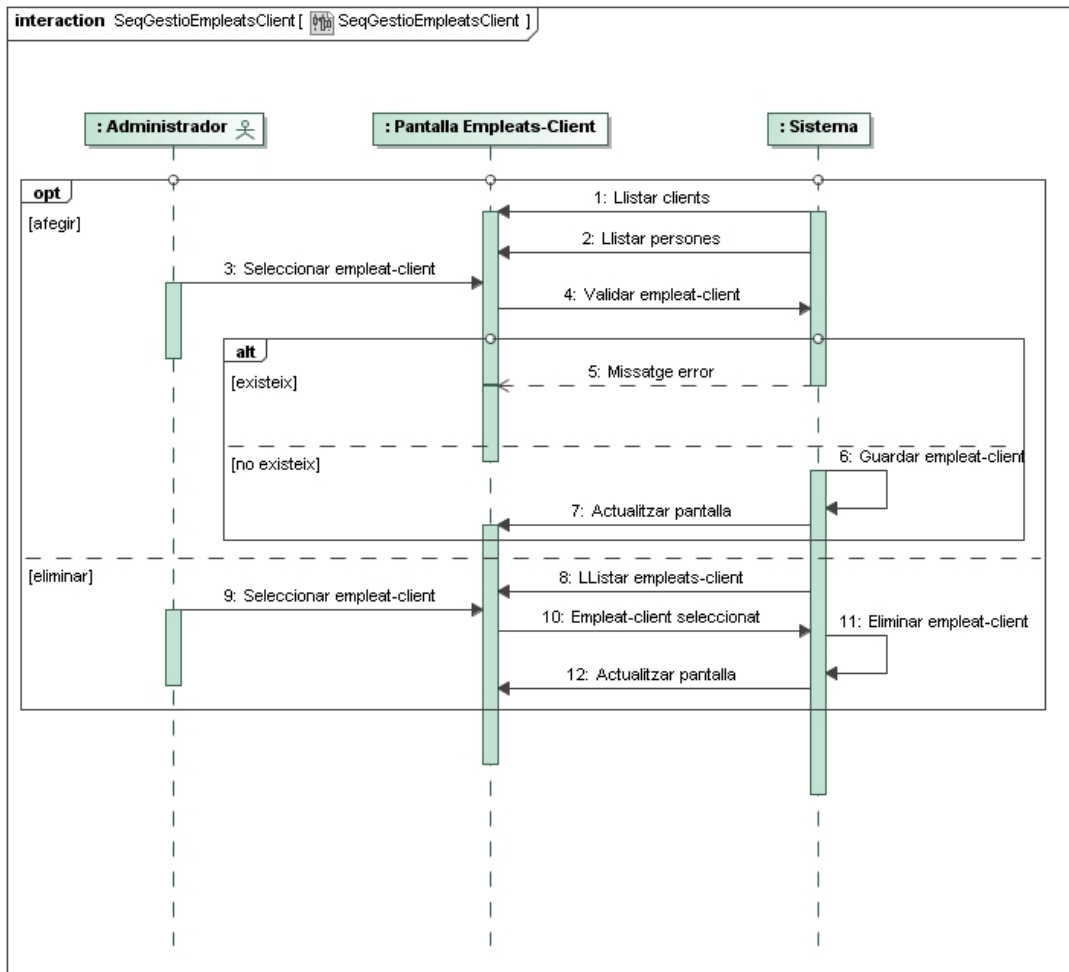 interaction SeqGestioEmpleatsClient [ SeqGestioEmpleatsClient ]
: Administrador
: Pantalla Empleats-Client
: Sistema
opt
[afegir]
1: Llistar clients
2: Llistar persones
3: Seleccionar empleat-client
4: Validar empleat-client
alt
[existeix]
5: Missatge error
[no existeix]
6: Guardar empleat-client
7: Actualitzar pantalla
[eliminar]
8: LListar empleats-client
9: Seleccionar empleat-client
10: Empleat-client seleccionat
11: Eliminar empleat-client
12: Actualitzar pantalla